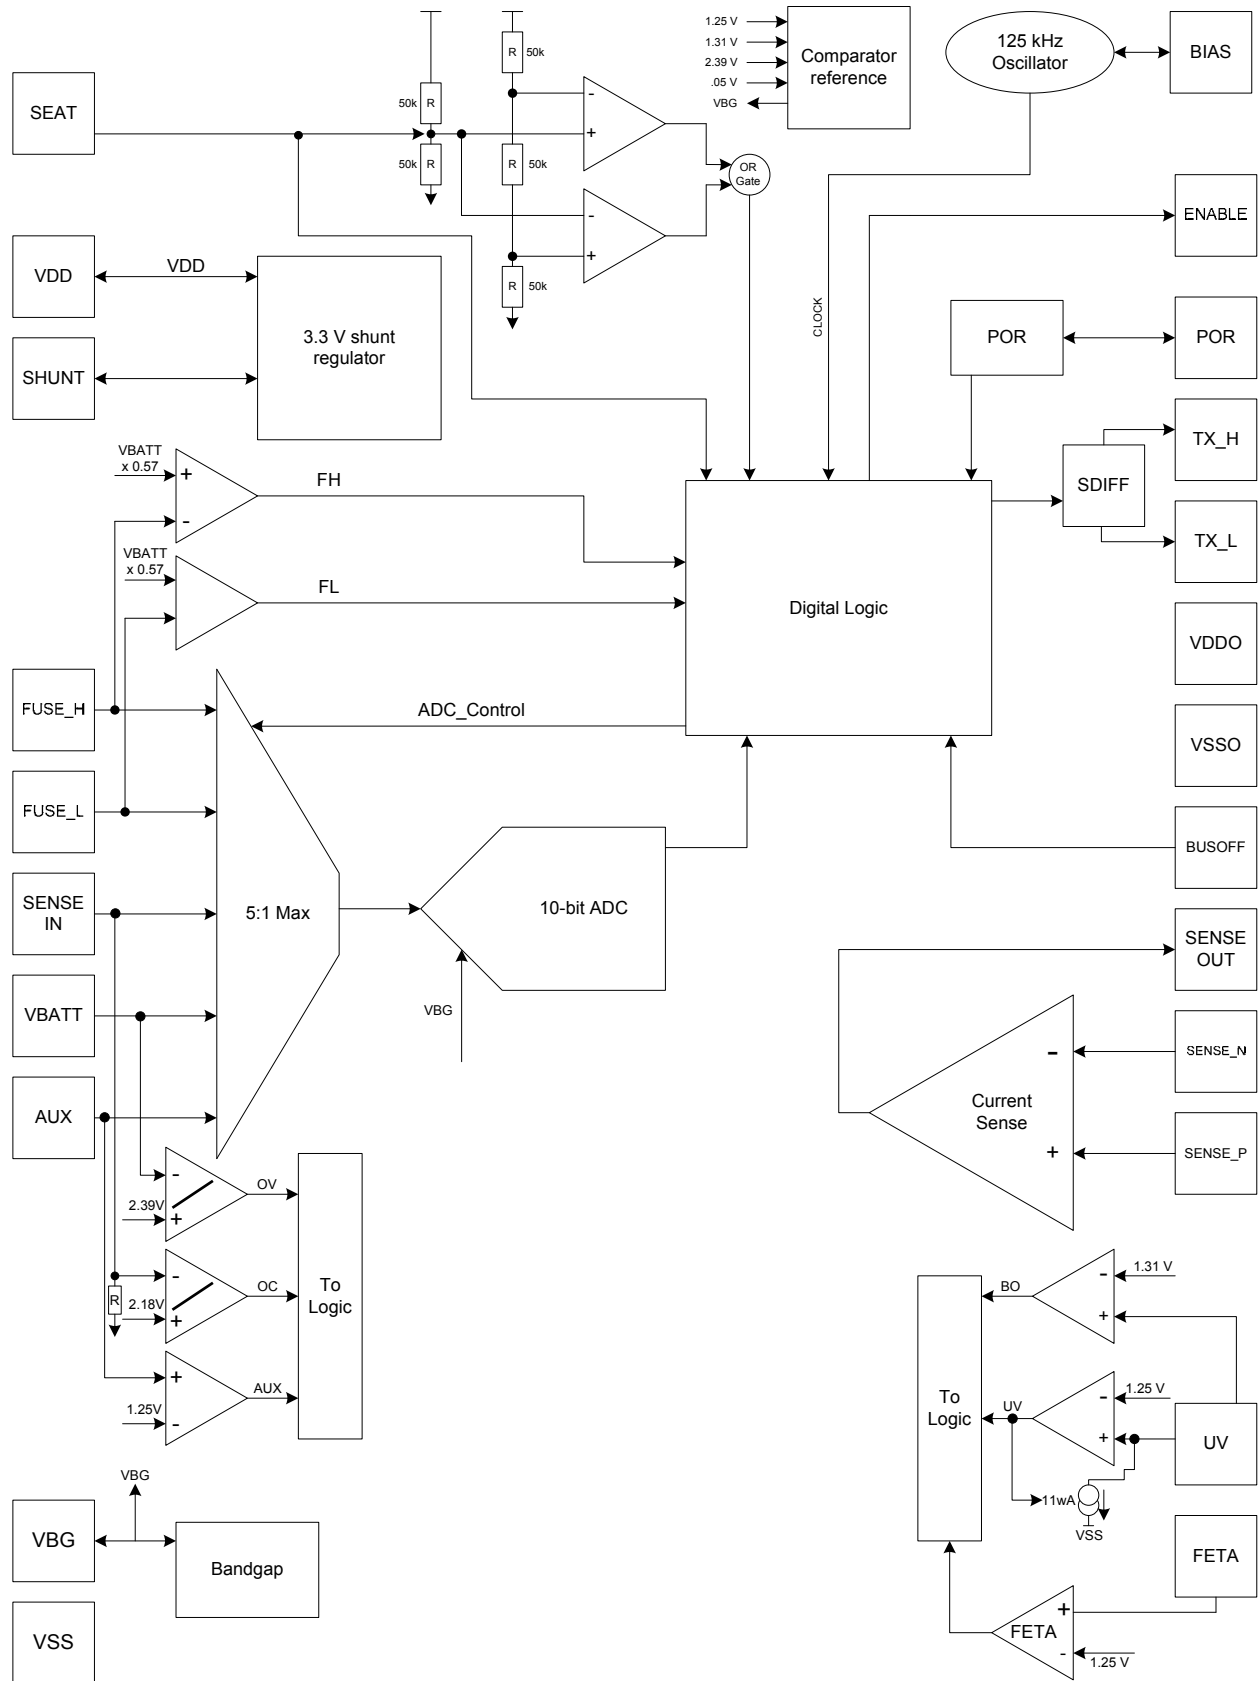 1.25 V
1.31 V
2.39 V
.05 V
VBG
Comparator
reference
125 kHz
Oscillator
BIAS
SEAT
R
50k
50k
R
50k
R
R
50k
R
50k
-
+
-
+
OR
Gate
ENABLE
VDD
VDD
3.3 V shunt
regulator
SHUNT
CLOCK
POR
POR
TX_H
SDIFF
TX_L
VBATT
x 0.57
+
-
FH
VBATT
x 0.57
FL
Digital Logic
VDDO
FUSE_H
ADC_Control
VSSO
FUSE_L
BUSOFF
SENSE
IN
5:1 Max
10-bit ADC
SENSE
OUT
VBATT
VBG
-
SENSE_N
AUX
Current
Sense
+
SENSE_P
-
2.39V
+
OV
-
2.18V
+
OC
R
To
Logic
+
1.25V
-
AUX
BO
-
1.31 V
+
To
Logic
UV
-
1.25 V
+
UV
11wA
VSS
VBG
VBG
Bandgap
FETA
FETA
+
-
1.25 V
VSS